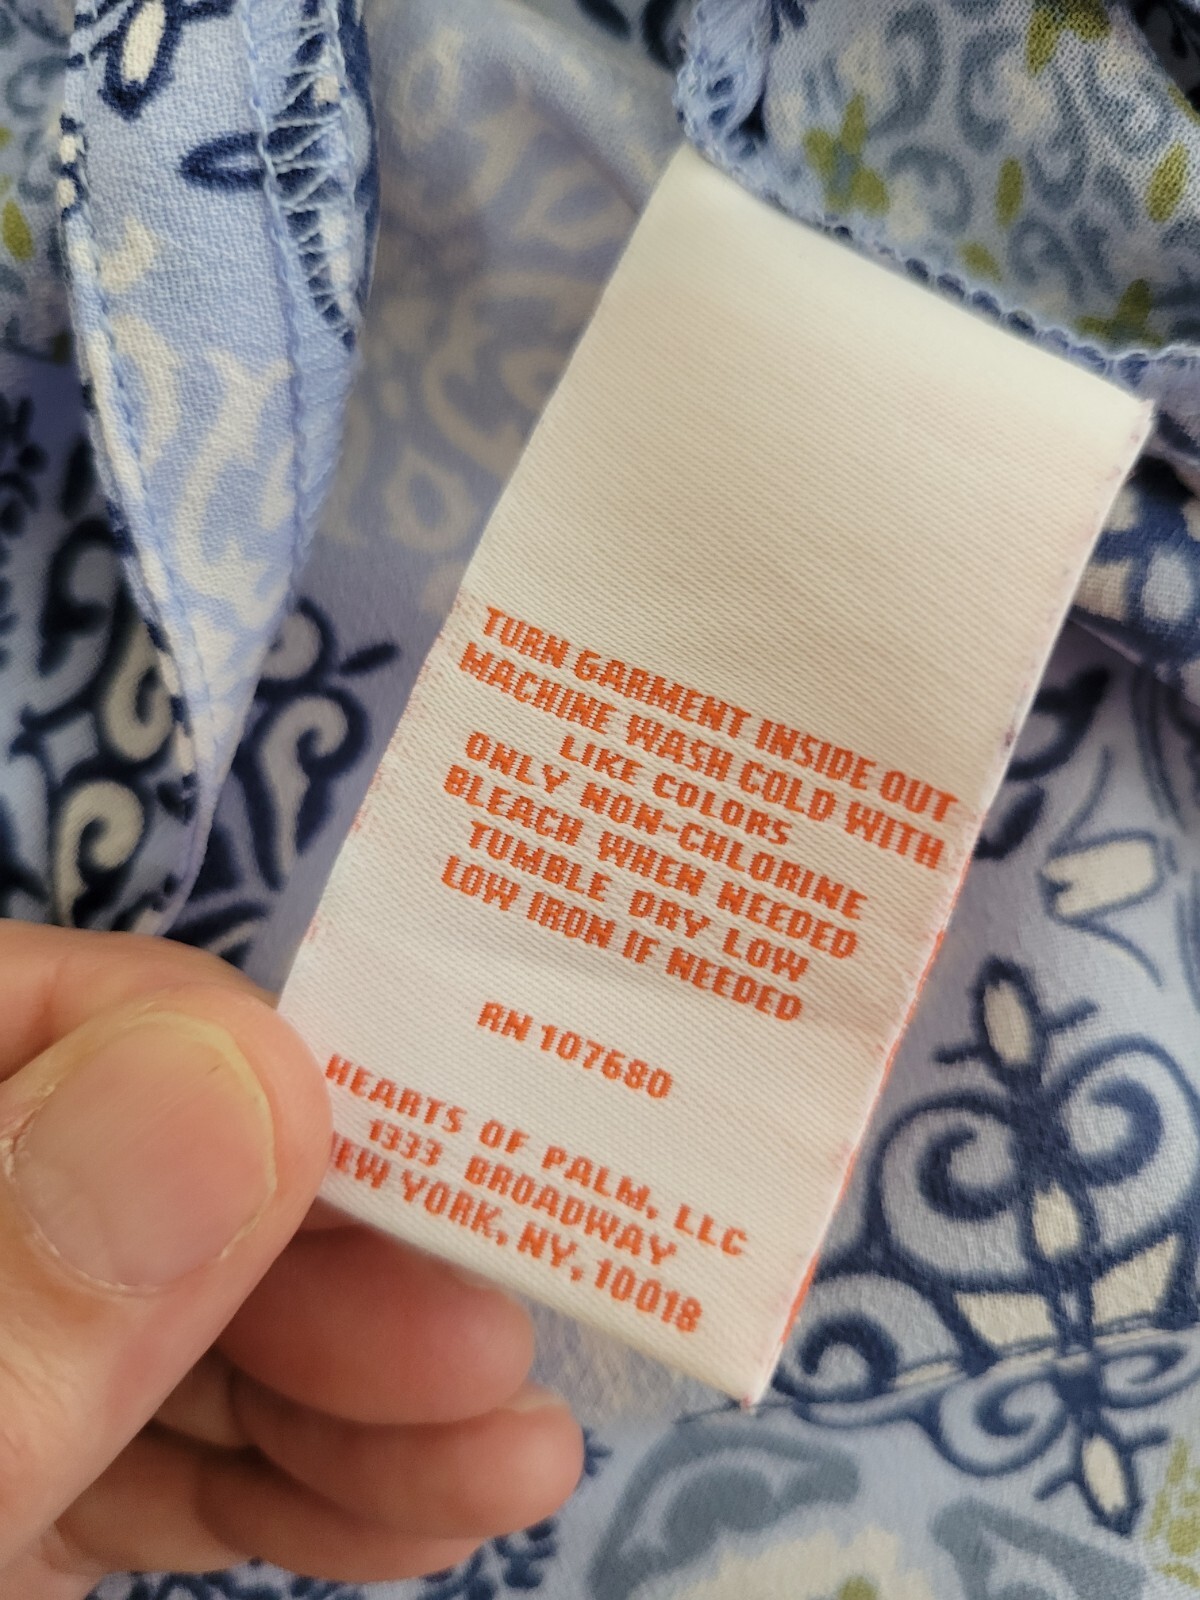 TURN GARMENT INSIDE OUT
MACHINE WASH COLD WITH
LIKE COLORS
ONLY NON-CHLORINE
BLEACH WHEN NEEDED
TUMBLE DRY LOW
LOW IRON IF NEEDED
RN 107680
HEARTS OF PALM, LLC
1333 BROADWAY
NEW YORK, NY, 10018